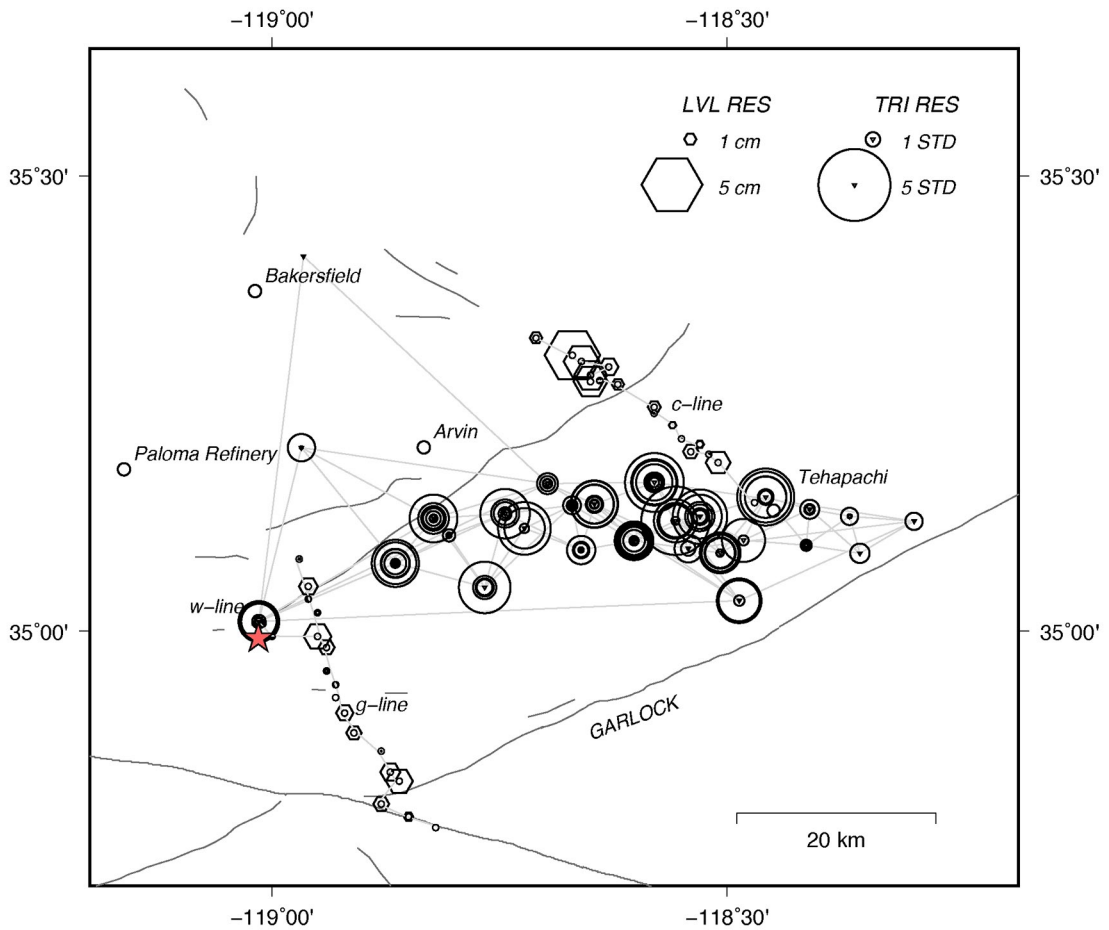 −119˚00'
−118˚30'
LVL RES
TRI RES
1 cm
1 STD
35˚30'
35˚30'
5 cm
5 STD
Bakersfield
c−line
Arvin
Paloma Refinery
Tehapachi
w−line
35˚00'
35˚00'
g−line
GARLOCK
20 km
−119˚00'
−118˚30'